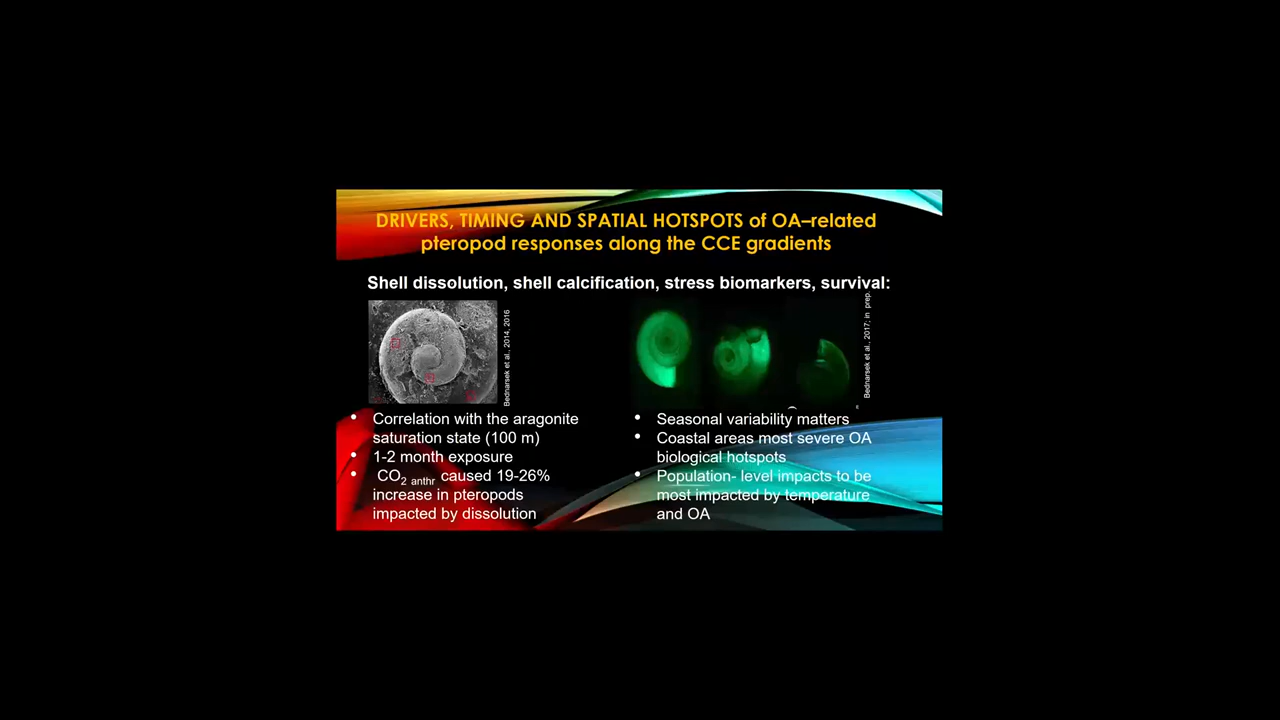 DRIVERS, TIMING AND SPATIAL HOTSPOTS of OA–related
pteropod responses along the CCE gradients
Shell dissolution, shell calcification, stress biomarkers, survival:
Bednarsek et al., 2014, 2016
• Correlation with the aragonite
saturation state (100 m)
• 1-2 month exposure
• CO2 anthr caused 19-26%
increase in pteropods
impacted by dissolution
Bednarsek et al., 2017; in prep.
• Seasonal variability matters
• Coastal areas most severe OA
biological hotspots
• Population- level impacts to be
most impacted by temperature
and OA